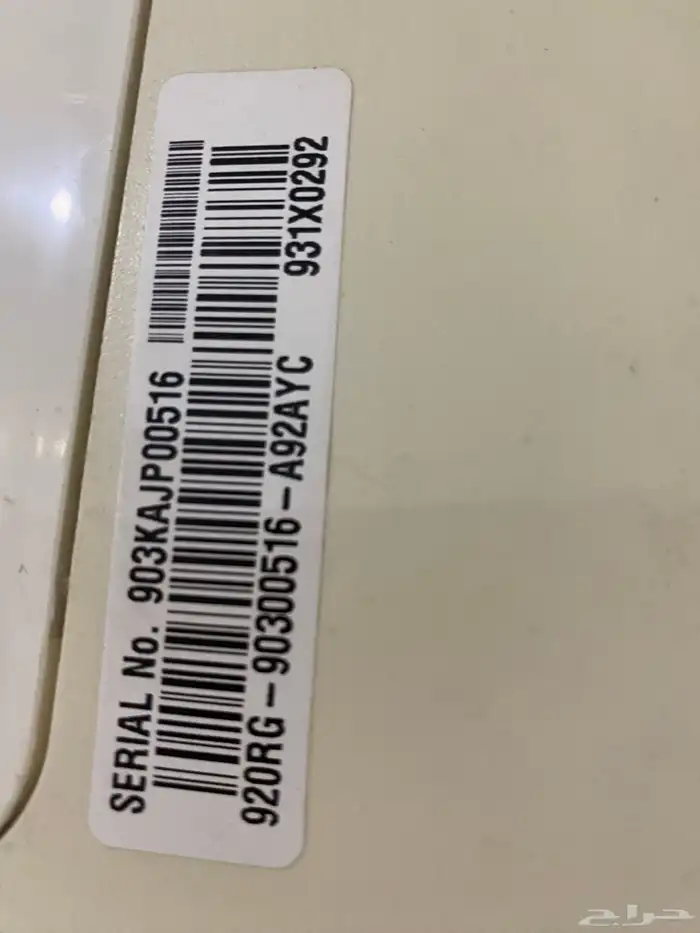 SERIAL No. 903KAJP00516
920RG-90300516-A92AYC 931X0292
حراج